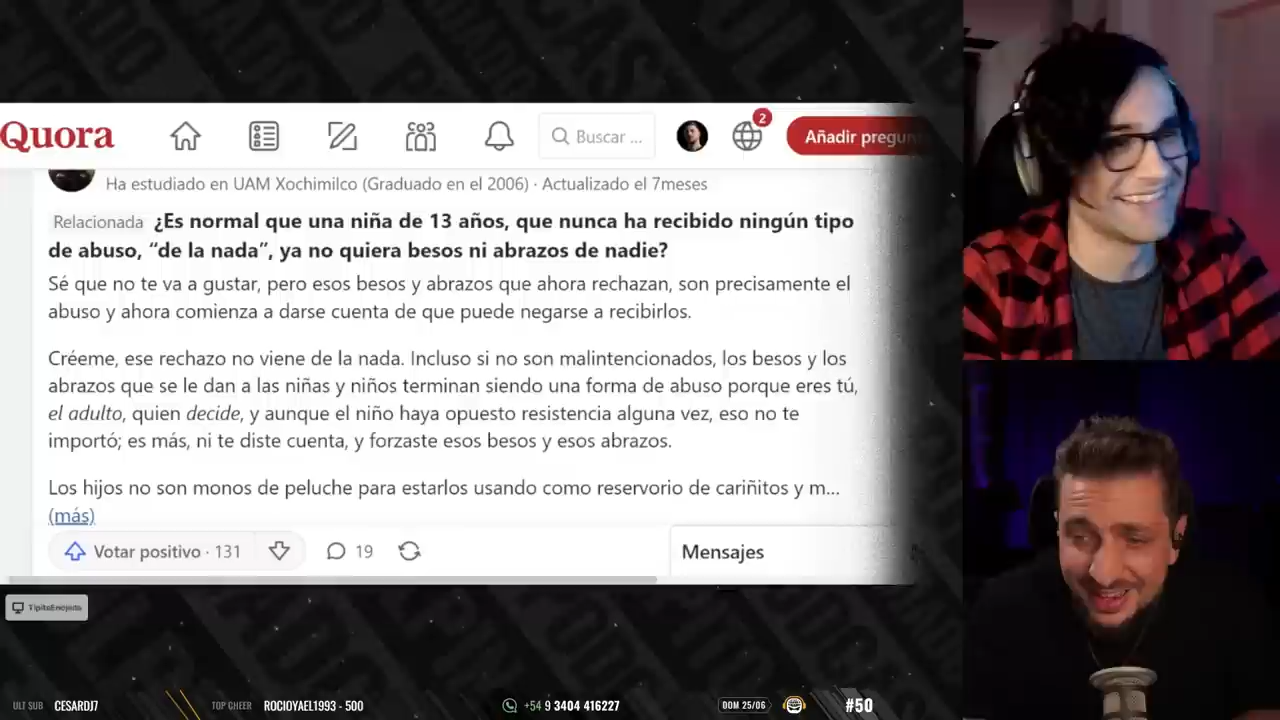 Quora
Buscar ...
2
Añadir pregun
Ha estudiado en UAM Xochimilco (Graduado en el 2006) · Actualizado el 7meses
Relacionada ¿Es normal que una niña de 13 años, que nunca ha recibido ningún tipo
de abuso, “de la nada”, ya no quiera besos ni abrazos de nadie?
Sé que no te va a gustar, pero esos besos y abrazos que ahora rechazan, son precisamente el
abuso y ahora comienza a darse cuenta de que puede negarse a recibirlos.
Créeme, ese rechazo no viene de la nada. Incluso si no son malintencionados, los besos y los
abrazos que se le dan a las niñas y niños terminan siendo una forma de abuso porque eres tú,
el adulto, quien decide, y aunque el niño haya opuesto resistencia alguna vez, eso no te
importó; es más, ni te diste cuenta, y forzaste esos besos y esos abrazos.
Los hijos no son monos de peluche para estarlos usando como reservorio de cariñitos y m...
(más)
Votar positivo · 131
19
Mensajes
TipitoEnojado
ULT SUB CESARDJ7
TOP CHEER ROCIOYAEL1993 - 500
+54 9 3404 416227
DOM 25/06
#50